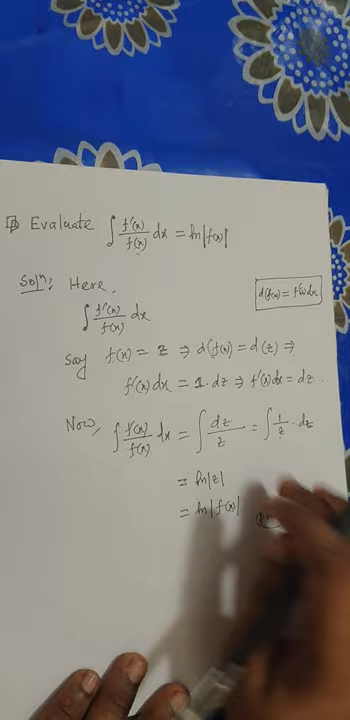 Evaluate ∫ f'(x)/f(x) dx = ln|f(x)|
Solⁿ: Here,
∫ f'(x)/f(x) dx
d(f(x)) = f'(x) dx
Say f(x) = z ⇒ d(f(x)) = d(z) ⇒
f'(x) dx = 1. dz ⇒ f'(x) dx = dz.
Now, ∫ f'(x)/f(x) dx = ∫ dz/z = ∫ 1/z . dz
= ln|z|
= ln|f(x)|